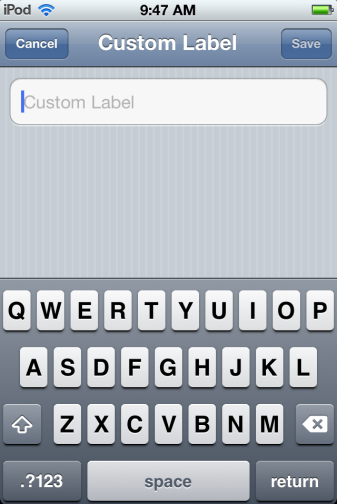 iPod 9:47 AM
Cancel Custom Label Save
Custom Label
Q W E R T Y U I O P
A S D F G H J K L
Z X C V B N M
.?123 space return